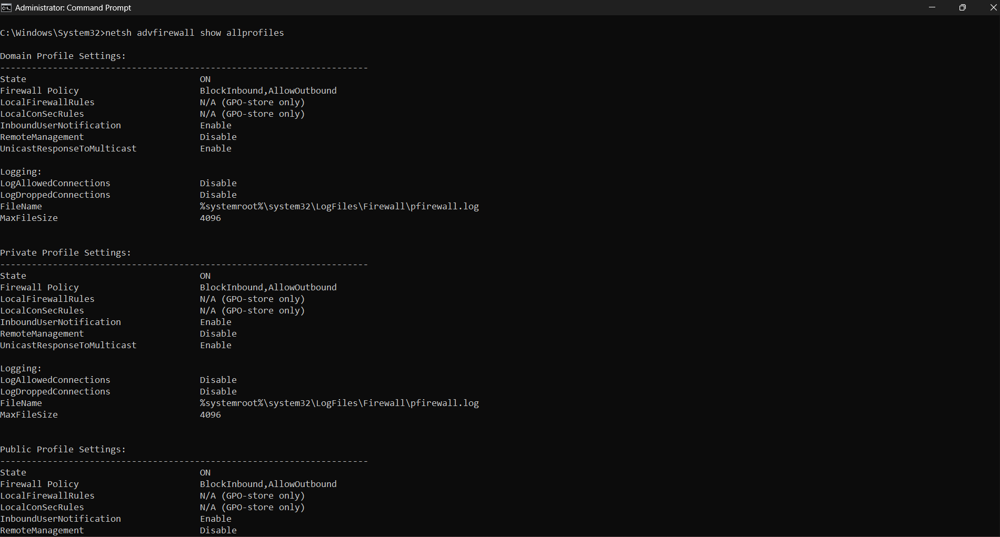 Administrator: Command Prompt
C:\Windows\System32>netsh advfirewall show allprofiles
Domain Profile Settings:
----------------------------------------------------------------------
State ON
Firewall Policy BlockInbound,AllowOutbound
LocalFirewallRules N/A (GPO-store only)
LocalConSecRules N/A (GPO-store only)
InboundUserNotification Enable
RemoteManagement Disable
UnicastResponseToMulticast Enable
Logging:
LogAllowedConnections Disable
LogDroppedConnections Disable
FileName %systemroot%\system32\LogFiles\Firewall\pfirewall.log
MaxFileSize 4096
Private Profile Settings:
----------------------------------------------------------------------
State ON
Firewall Policy BlockInbound,AllowOutbound
LocalFirewallRules N/A (GPO-store only)
LocalConSecRules N/A (GPO-store only)
InboundUserNotification Enable
RemoteManagement Disable
UnicastResponseToMulticast Enable
Logging:
LogAllowedConnections Disable
LogDroppedConnections Disable
FileName %systemroot%\system32\LogFiles\Firewall\pfirewall.log
MaxFileSize 4096
Public Profile Settings:
----------------------------------------------------------------------
State ON
Firewall Policy BlockInbound,AllowOutbound
LocalFirewallRules N/A (GPO-store only)
LocalConSecRules N/A (GPO-store only)
InboundUserNotification Enable
RemoteManagement Disable